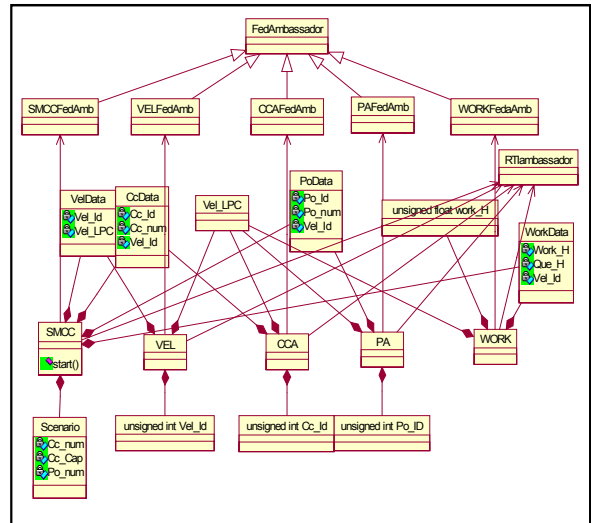 FedAmbassador
SMCCFedAmb
VELFedAmb
CCAFedAmb
PAFedAmb
WORKFedaAmb
RTIambassador
VelData
Vel_Id
Vel_LPC
CcData
Cc_Id
Cc_num
Vel_Id
Vel_LPC
PoData
Po_Id
Po_num
Vel_Id
unsigned float work_H
WorkData
Work_H
Que_H
Vel_Id
SMCC
start()
VEL
CCA
PA
WORK
Scenario
Cc_num
Cc_Cap
Po_num
unsigned int Vel_Id
unsigned int Cc_Id
unsigned int Po_ID